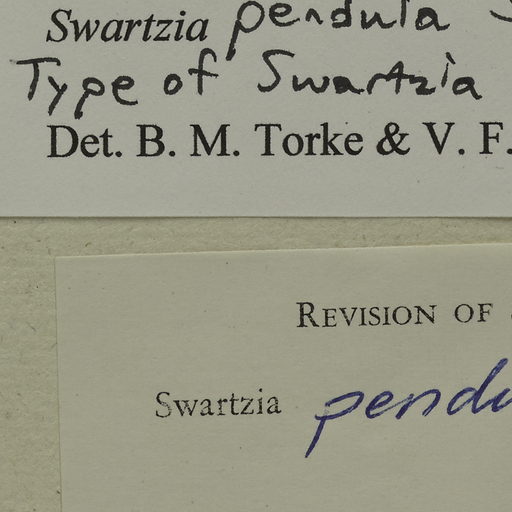 Swartzia pendula
Type of Swartzia
Det. B. M. Torke & V. F.
REVISION OF
Swartzia pendu